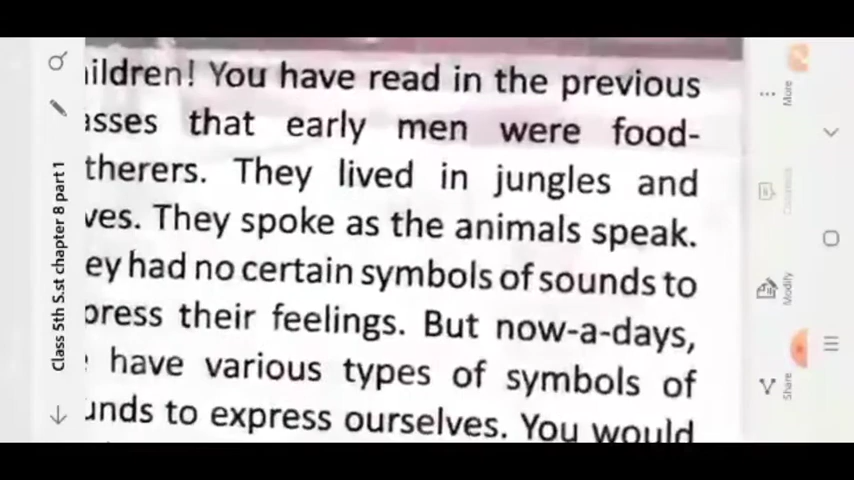 ildren! You have read in the previous
asses that early men were food-
therers. They lived in jungles and
ves. They spoke as the animals speak.
ey had no certain symbols of sounds to
press their feelings. But now-a-days,
have various types of symbols of
unds to express ourselves. You would
Class 5th S.st chapter 8 part 1
More
Modify
Share